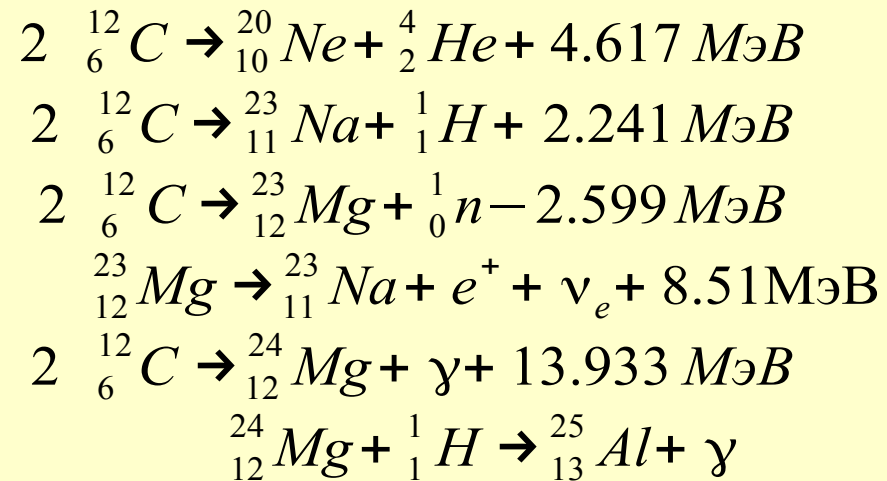 2 ¹²₆C → ²⁰₁₀Ne + ⁴₂He + 4.617 МэВ
2 ¹²₆C → ²³₁₁Na + ¹₁H + 2.241 МэВ
2 ¹²₆C → ²³₁₂Mg + ¹₀n − 2.599 МэВ
²³₁₂Mg → ²³₁₁Na + e⁺ + νₑ + 8.51МэВ
2 ¹²₆C → ²⁴₁₂Mg + γ + 13.933 МэВ
²⁴₁₂Mg + ¹₁H → ²⁵₁₃Al + γ